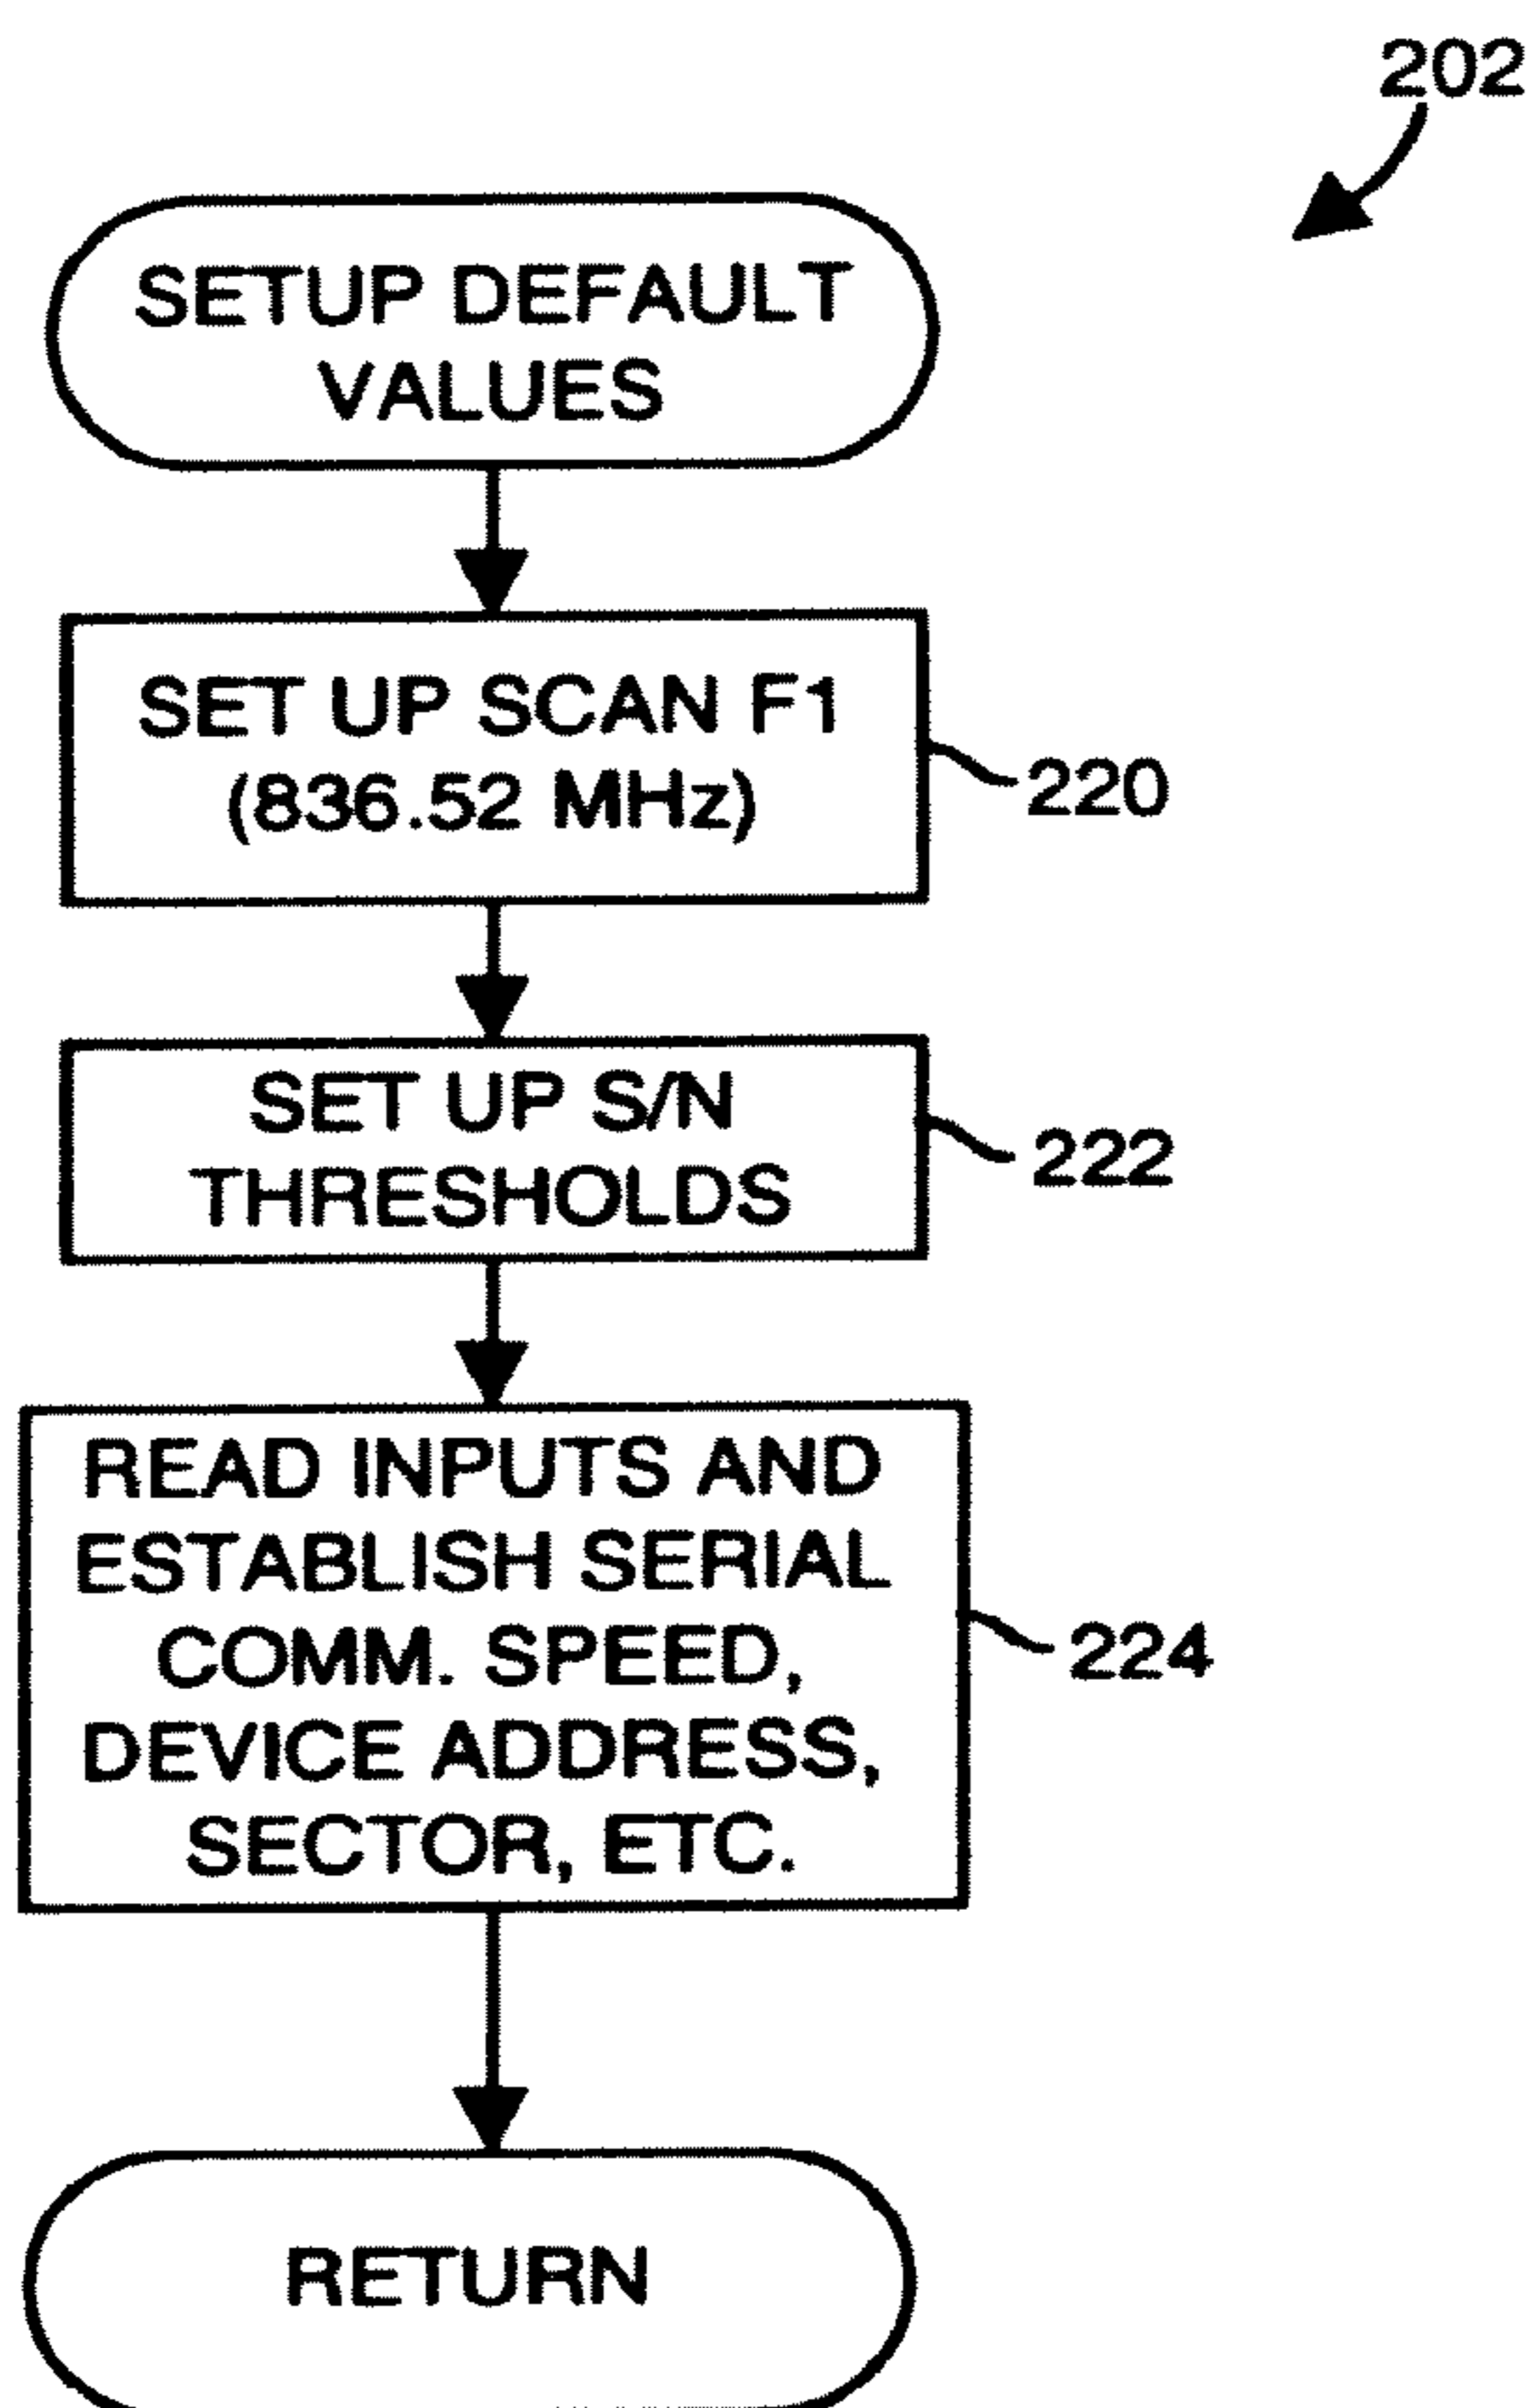 202
SETUP DEFAULT
VALUES
SET UP SCAN F1
(836.52 MHz)
220
SET UP S/N
THRESHOLDS
222
READ INPUTS AND
ESTABLISH SERIAL
COMM. SPEED,
DEVICE ADDRESS,
SECTOR, ETC.
224
RETURN